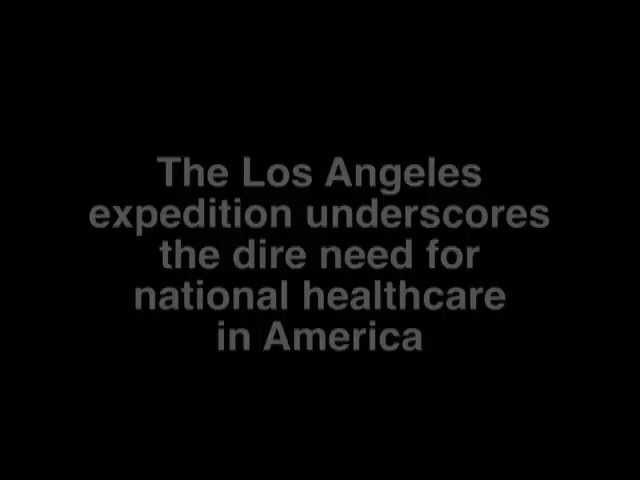 The Los Angeles
expedition underscores
the dire need for
national healthcare
in America